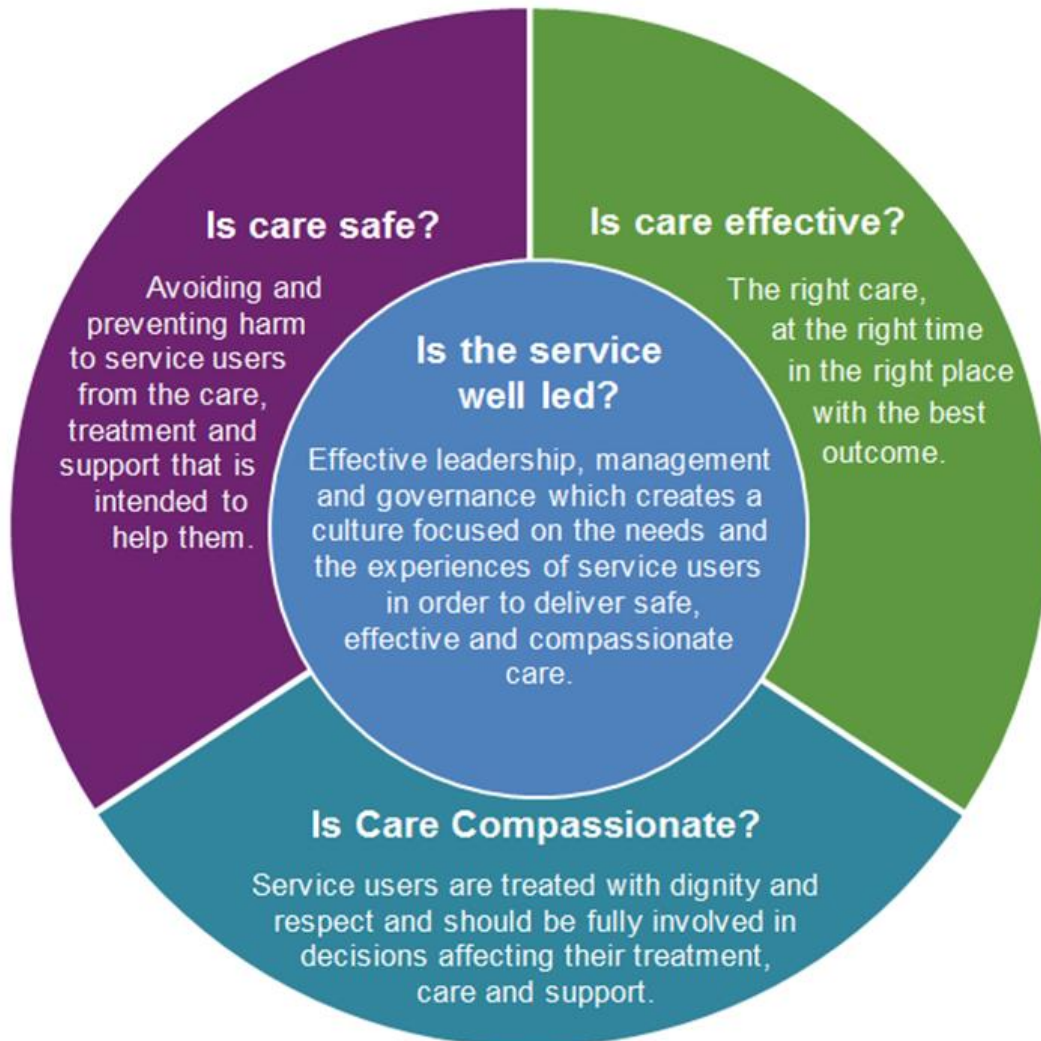 Is care safe?
Avoiding and
preventing harm
to service users
from the care,
treatment and
support that is
intended to
help them.
Is care effective?
The right care,
at the right time
in the right place
with the best
outcome.
Is the service
well led?
Effective leadership, management
and governance which creates a
culture focused on the needs and
the experiences of service users
in order to deliver safe,
effective and compassionate
care.
Is Care Compassionate?
Service users are treated with dignity and
respect and should be fully involved in
decisions affecting their treatment,
care and support.